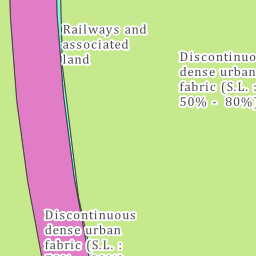 Railways and
associated
land
Discontinuo
dense urban
fabric (S.L. :
50% - 80%)
Discontinuous
dense urban
fabric (S.L. :